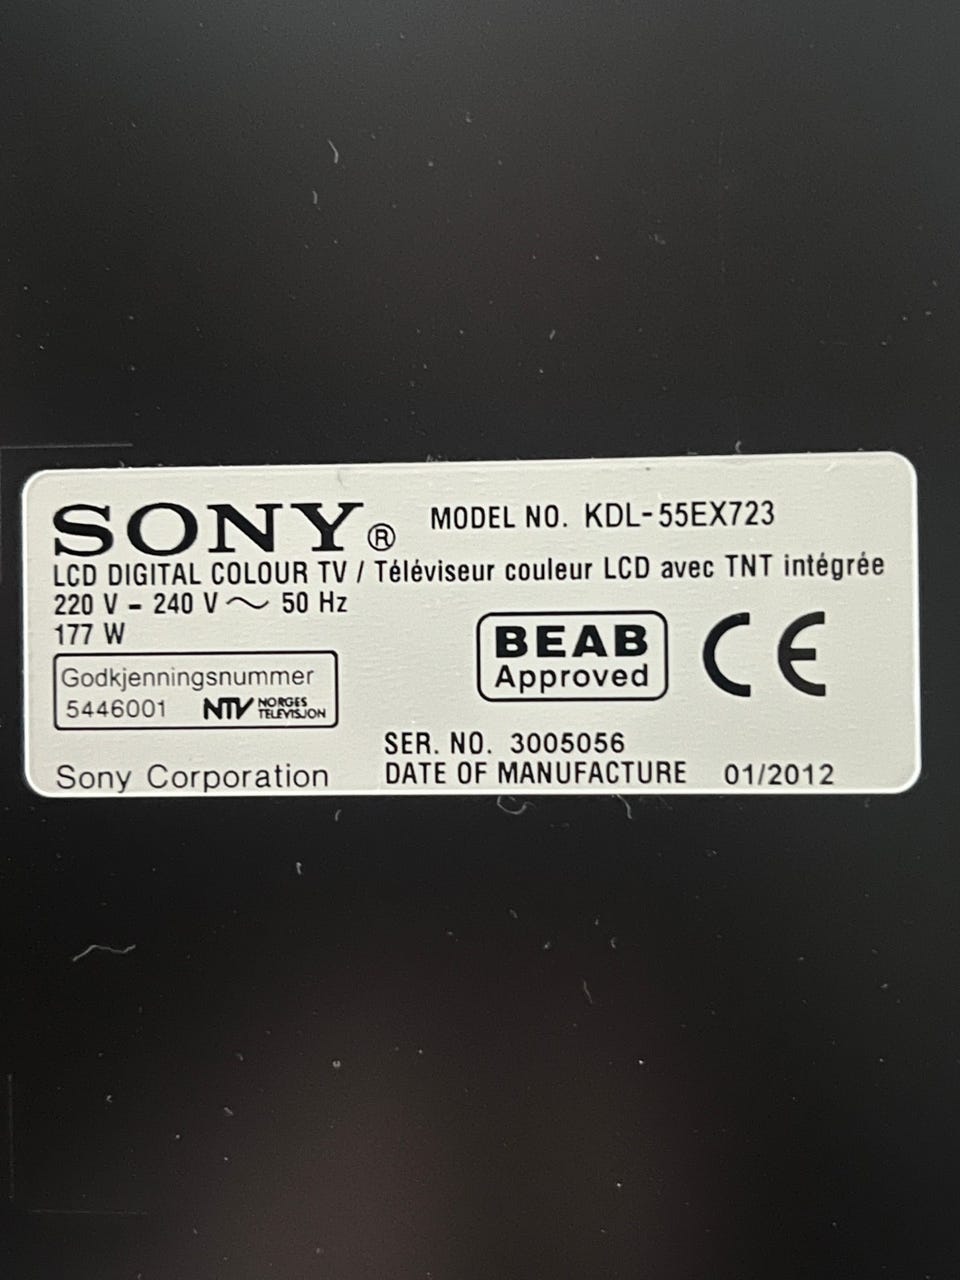 SONY® MODEL NO. KDL-55EX723
LCD DIGITAL COLOUR TV / Téléviseur couleur LCD avec TNT intégrée
220 V - 240 V ~ 50 Hz
177 W
Godkjenningsnummer
5446001 NTV NORGES TELEVISJON
BEAB
Approved
CE
SER. NO. 3005056
Sony Corporation DATE OF MANUFACTURE 01/2012